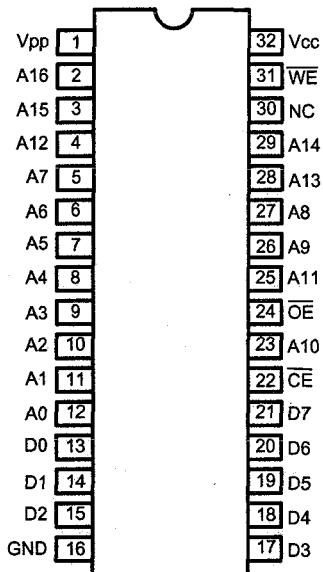 Vpp 1 32 Vcc
A16 2 31 W̅E̅
A15 3 30 NC
A12 4 29 A14
A7 5 28 A13
A6 6 27 A8
A5 7 26 A9
A4 8 25 A11
A3 9 24 O̅E̅
A2 10 23 A10
A1 11 22 C̅E̅
A0 12 21 D7
D0 13 20 D6
D1 14 19 D5
D2 15 18 D4
GND 16 17 D3